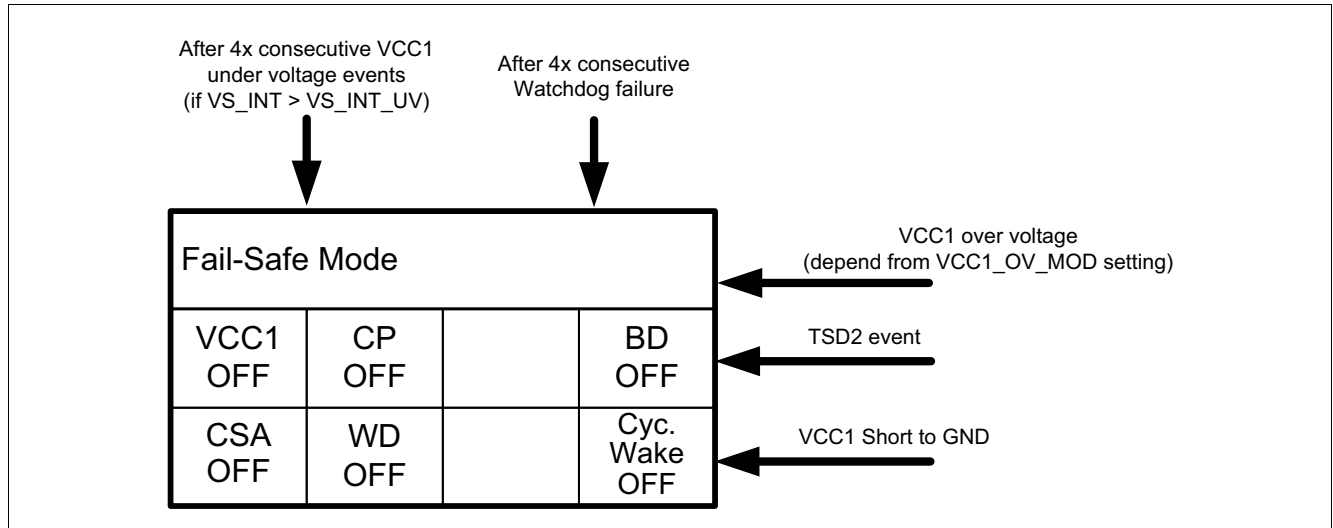 After 4x consecutive VCC1
under voltage events
(if VS_INT > VS_INT_UV)
After 4x consecutive
Watchdog failure
Fail-Safe Mode
VCC1 over voltage
(depend from VCC1_OV_MOD setting)
VCC1
OFF
CP
OFF
BD
OFF
TSD2 event
CSA
OFF
WD
OFF
Cyc.
Wake
OFF
VCC1 Short to GND